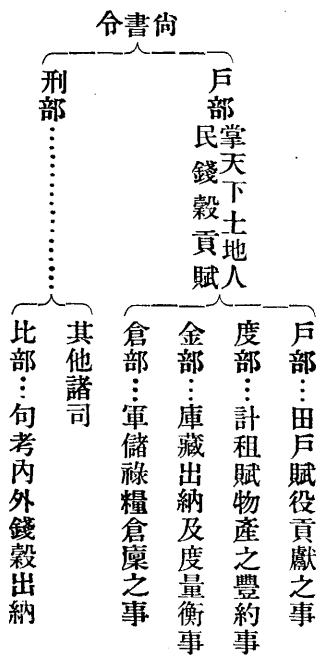 尙書令
戶部
掌天下土地人
民錢穀貢賦
戶部…田戶賦役貢獻之事
度部…計租賦物產之豐約事
金部…庫藏出納及度量衡事
倉部…軍儲祿糧倉廩之事
刑部………………
其他諸司
比部…句考內外錢穀出納